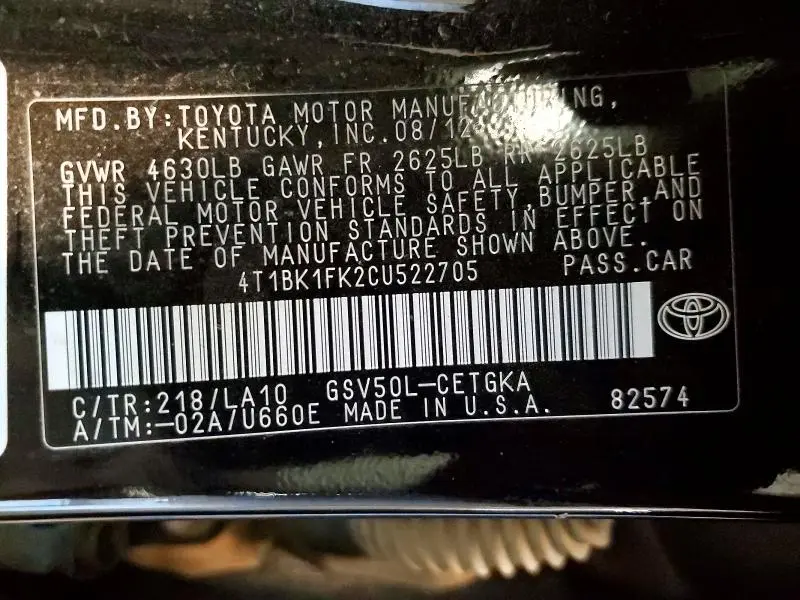 MFD.BY:TOYOTA MOTOR MANUFACTURING,
KENTUCKY,INC.08/12
GVWR 4630LB GAWR FR 2625LB RR 2625LB
THIS VEHICLE CONFORMS TO ALL APPLICABLE
FEDERAL MOTOR VEHICLE SAFETY,BUMPER,AND
THEFT PREVENTION STANDARDS IN EFFECT ON
THE DATE OF MANUFACTURE SHOWN ABOVE.
4T1BK1FK2CU522705 PASS.CAR
C/TR:218/LA10 GSV50L-CETGKA
A/TM:-02A/U660E MADE IN U.S.A. 82574